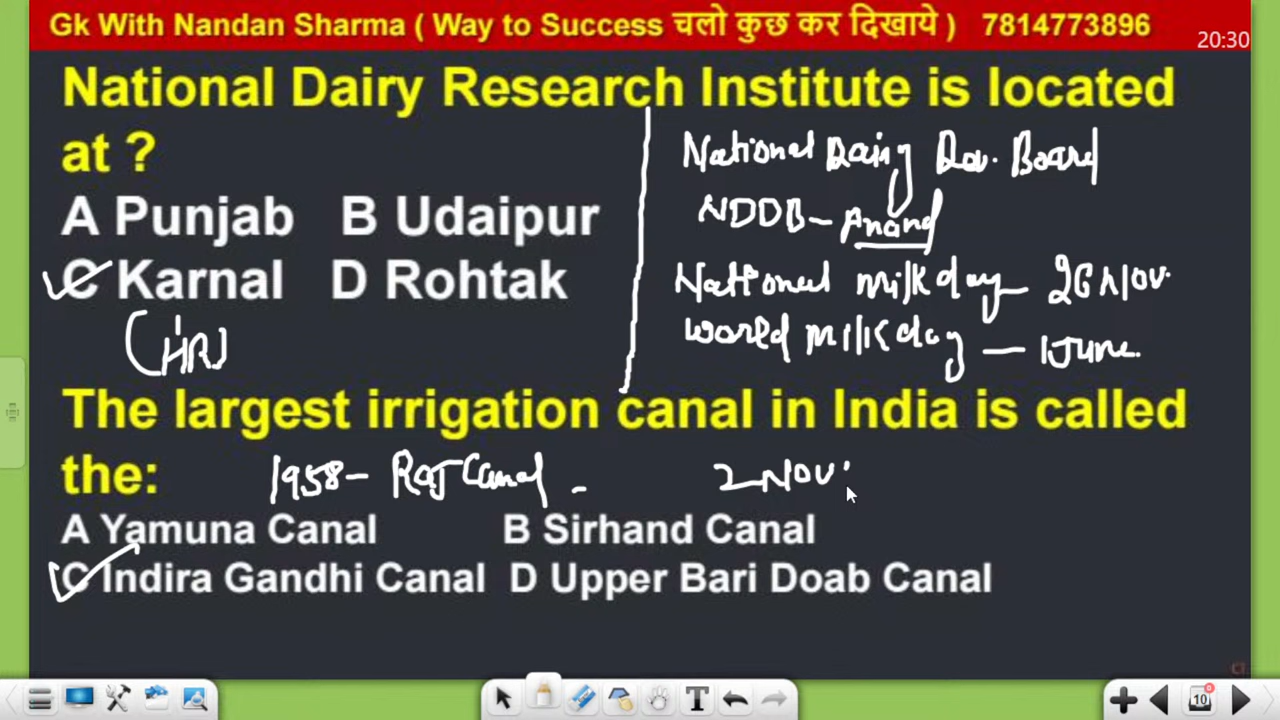 Gk With Nandan Sharma ( Way to Success चलो कुछ कर दिखाये ) 7814773896
20:30
National Dairy Research Institute is located
at ?
A Punjab B Udaipur
C Karnal D Rohtak
(HR)
National Dairy Dev. Board
NDDB - Anand
National milk day - 26 Nov.
World milk day - 1 June.
The largest irrigation canal in India is called
the:
1958 - Raj Canal - 2 Nov.
A Yamuna Canal B Sirhand Canal
C Indira Gandhi Canal D Upper Bari Doab Canal
T
10